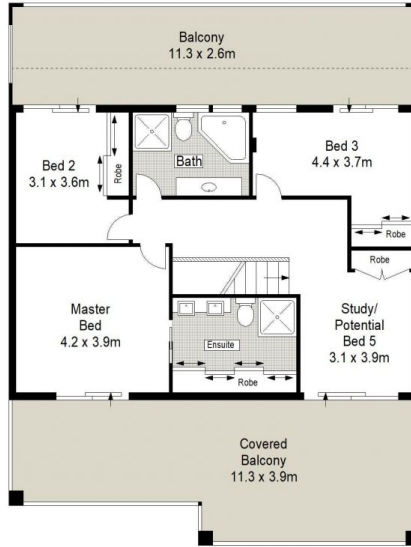 Balcony
11.3 x 2.6m
Bed 2
3.1 x 3.6m
Robe
Bath
Bed 3
4.4 x 3.7m
Robe
Robe
Master
Bed
4.2 x 3.9m
Ensuite
Robe
Study/
Potential
Bed 5
3.1 x 3.9m
Covered
Balcony
11.3 x 3.9m